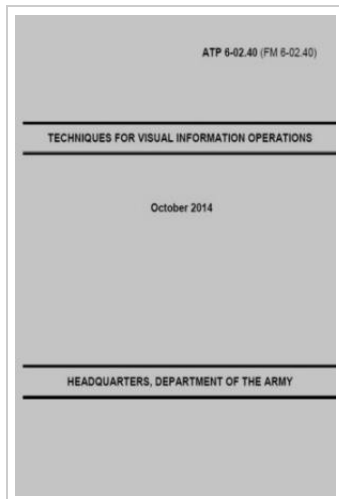 ATP 6-02.40 (FM 6-02.40)
TECHNIQUES FOR VISUAL INFORMATION OPERATIONS
October 2014
HEADQUARTERS, DEPARTMENT OF THE ARMY